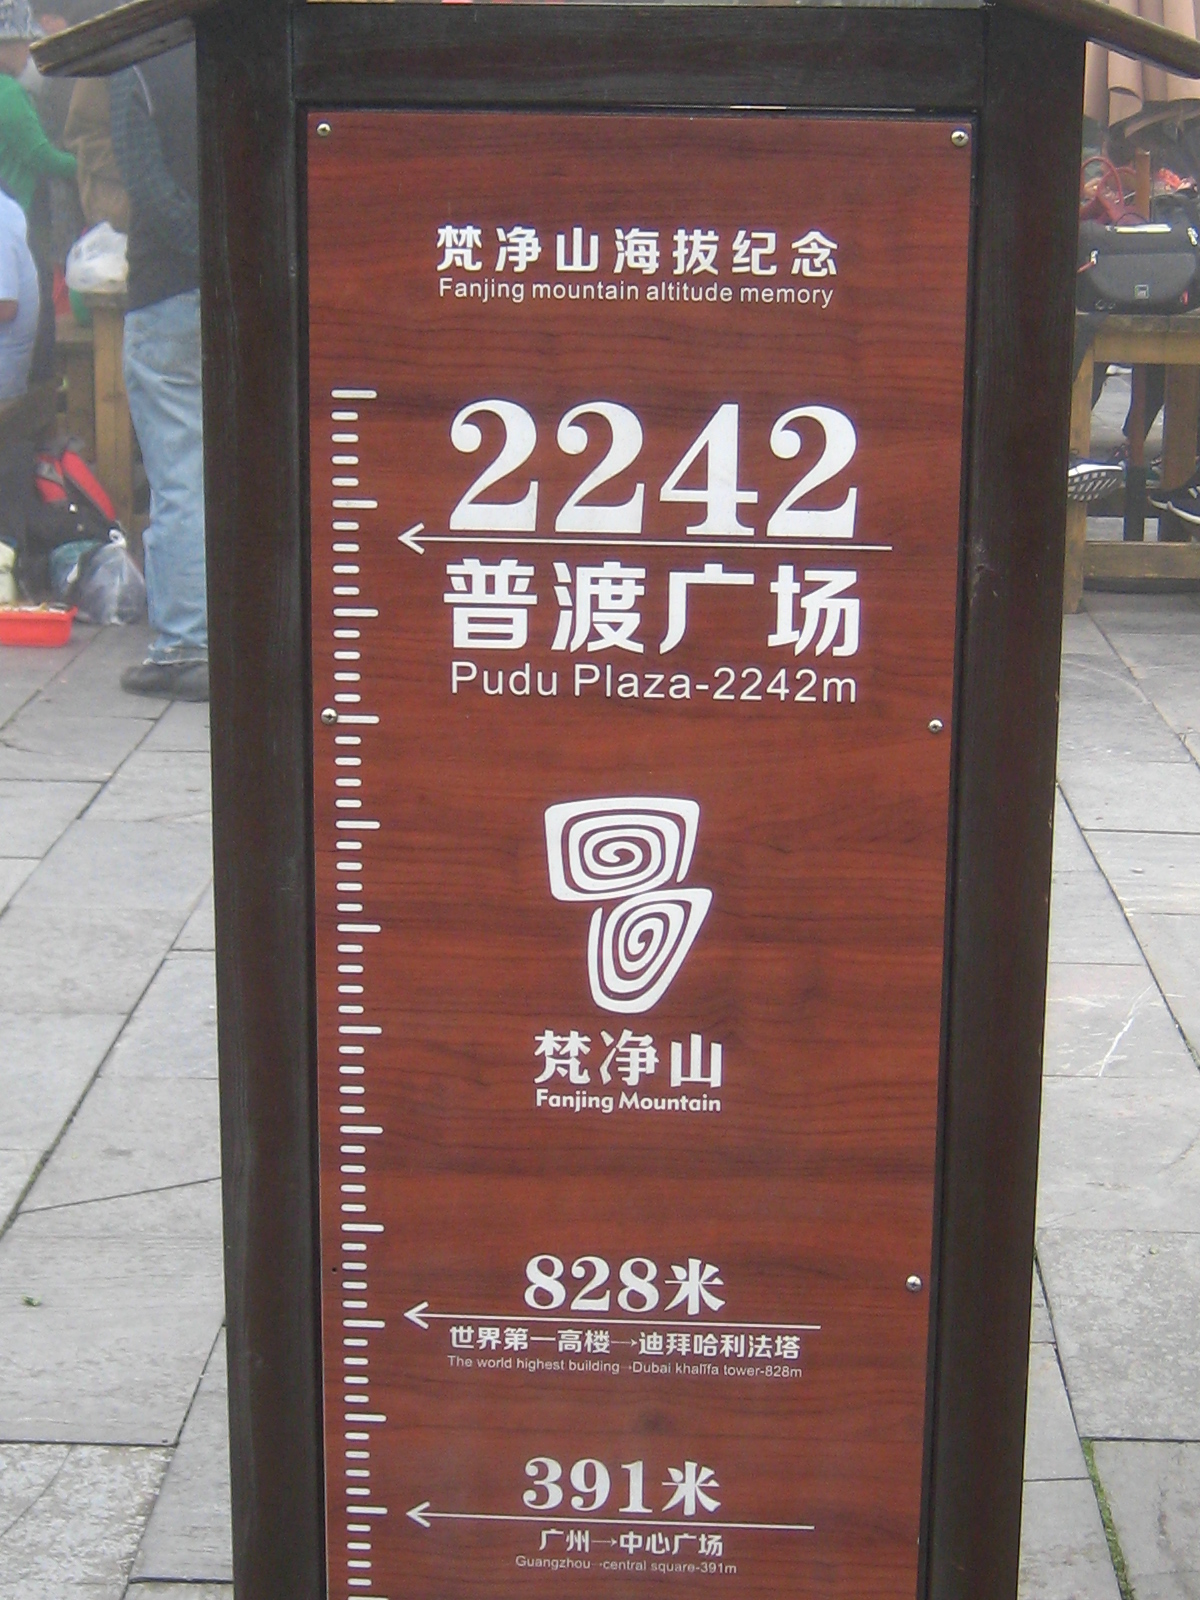 梵净山海拔纪念
Fanjing mountain altitude memory
2242
普渡广场
Pudu Plaza-2242m
梵净山
Fanjing Mountain
828米
世界第一高楼→迪拜哈利法塔
The world highest building→Dubai khalifa tower-828m
391米
广州→中心广场
Guangzhou→central square-391m